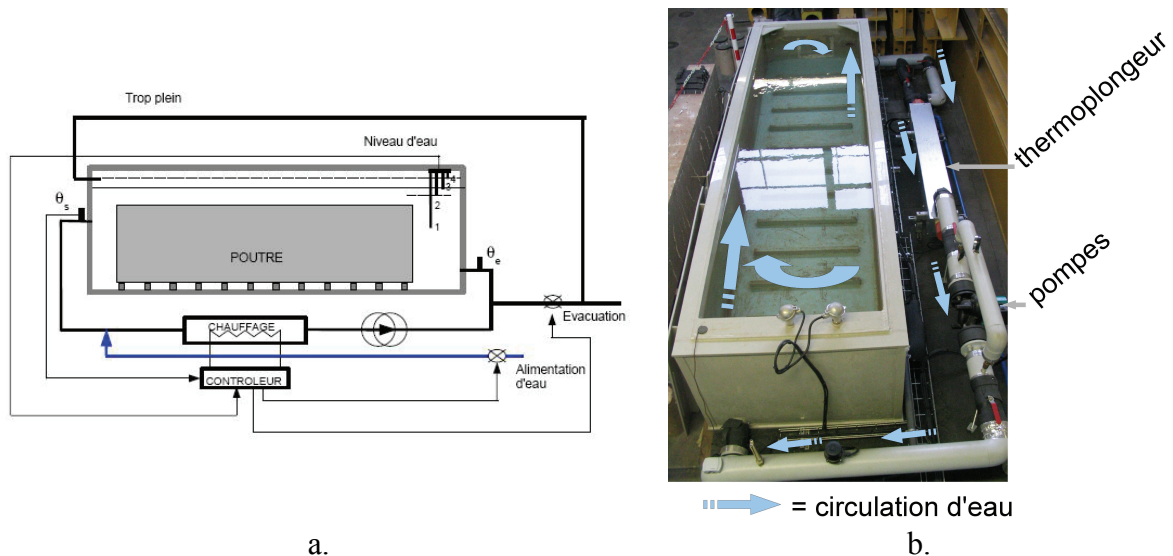 Trop plein
Niveau d'eau
4
3
2
1
θs
θe
POUTRE
CHAUFFAGE
Evacuation
CONTROLEUR
Alimentation
d'eau
thermoplongeur
pompes
= circulation d'eau
a.
b.